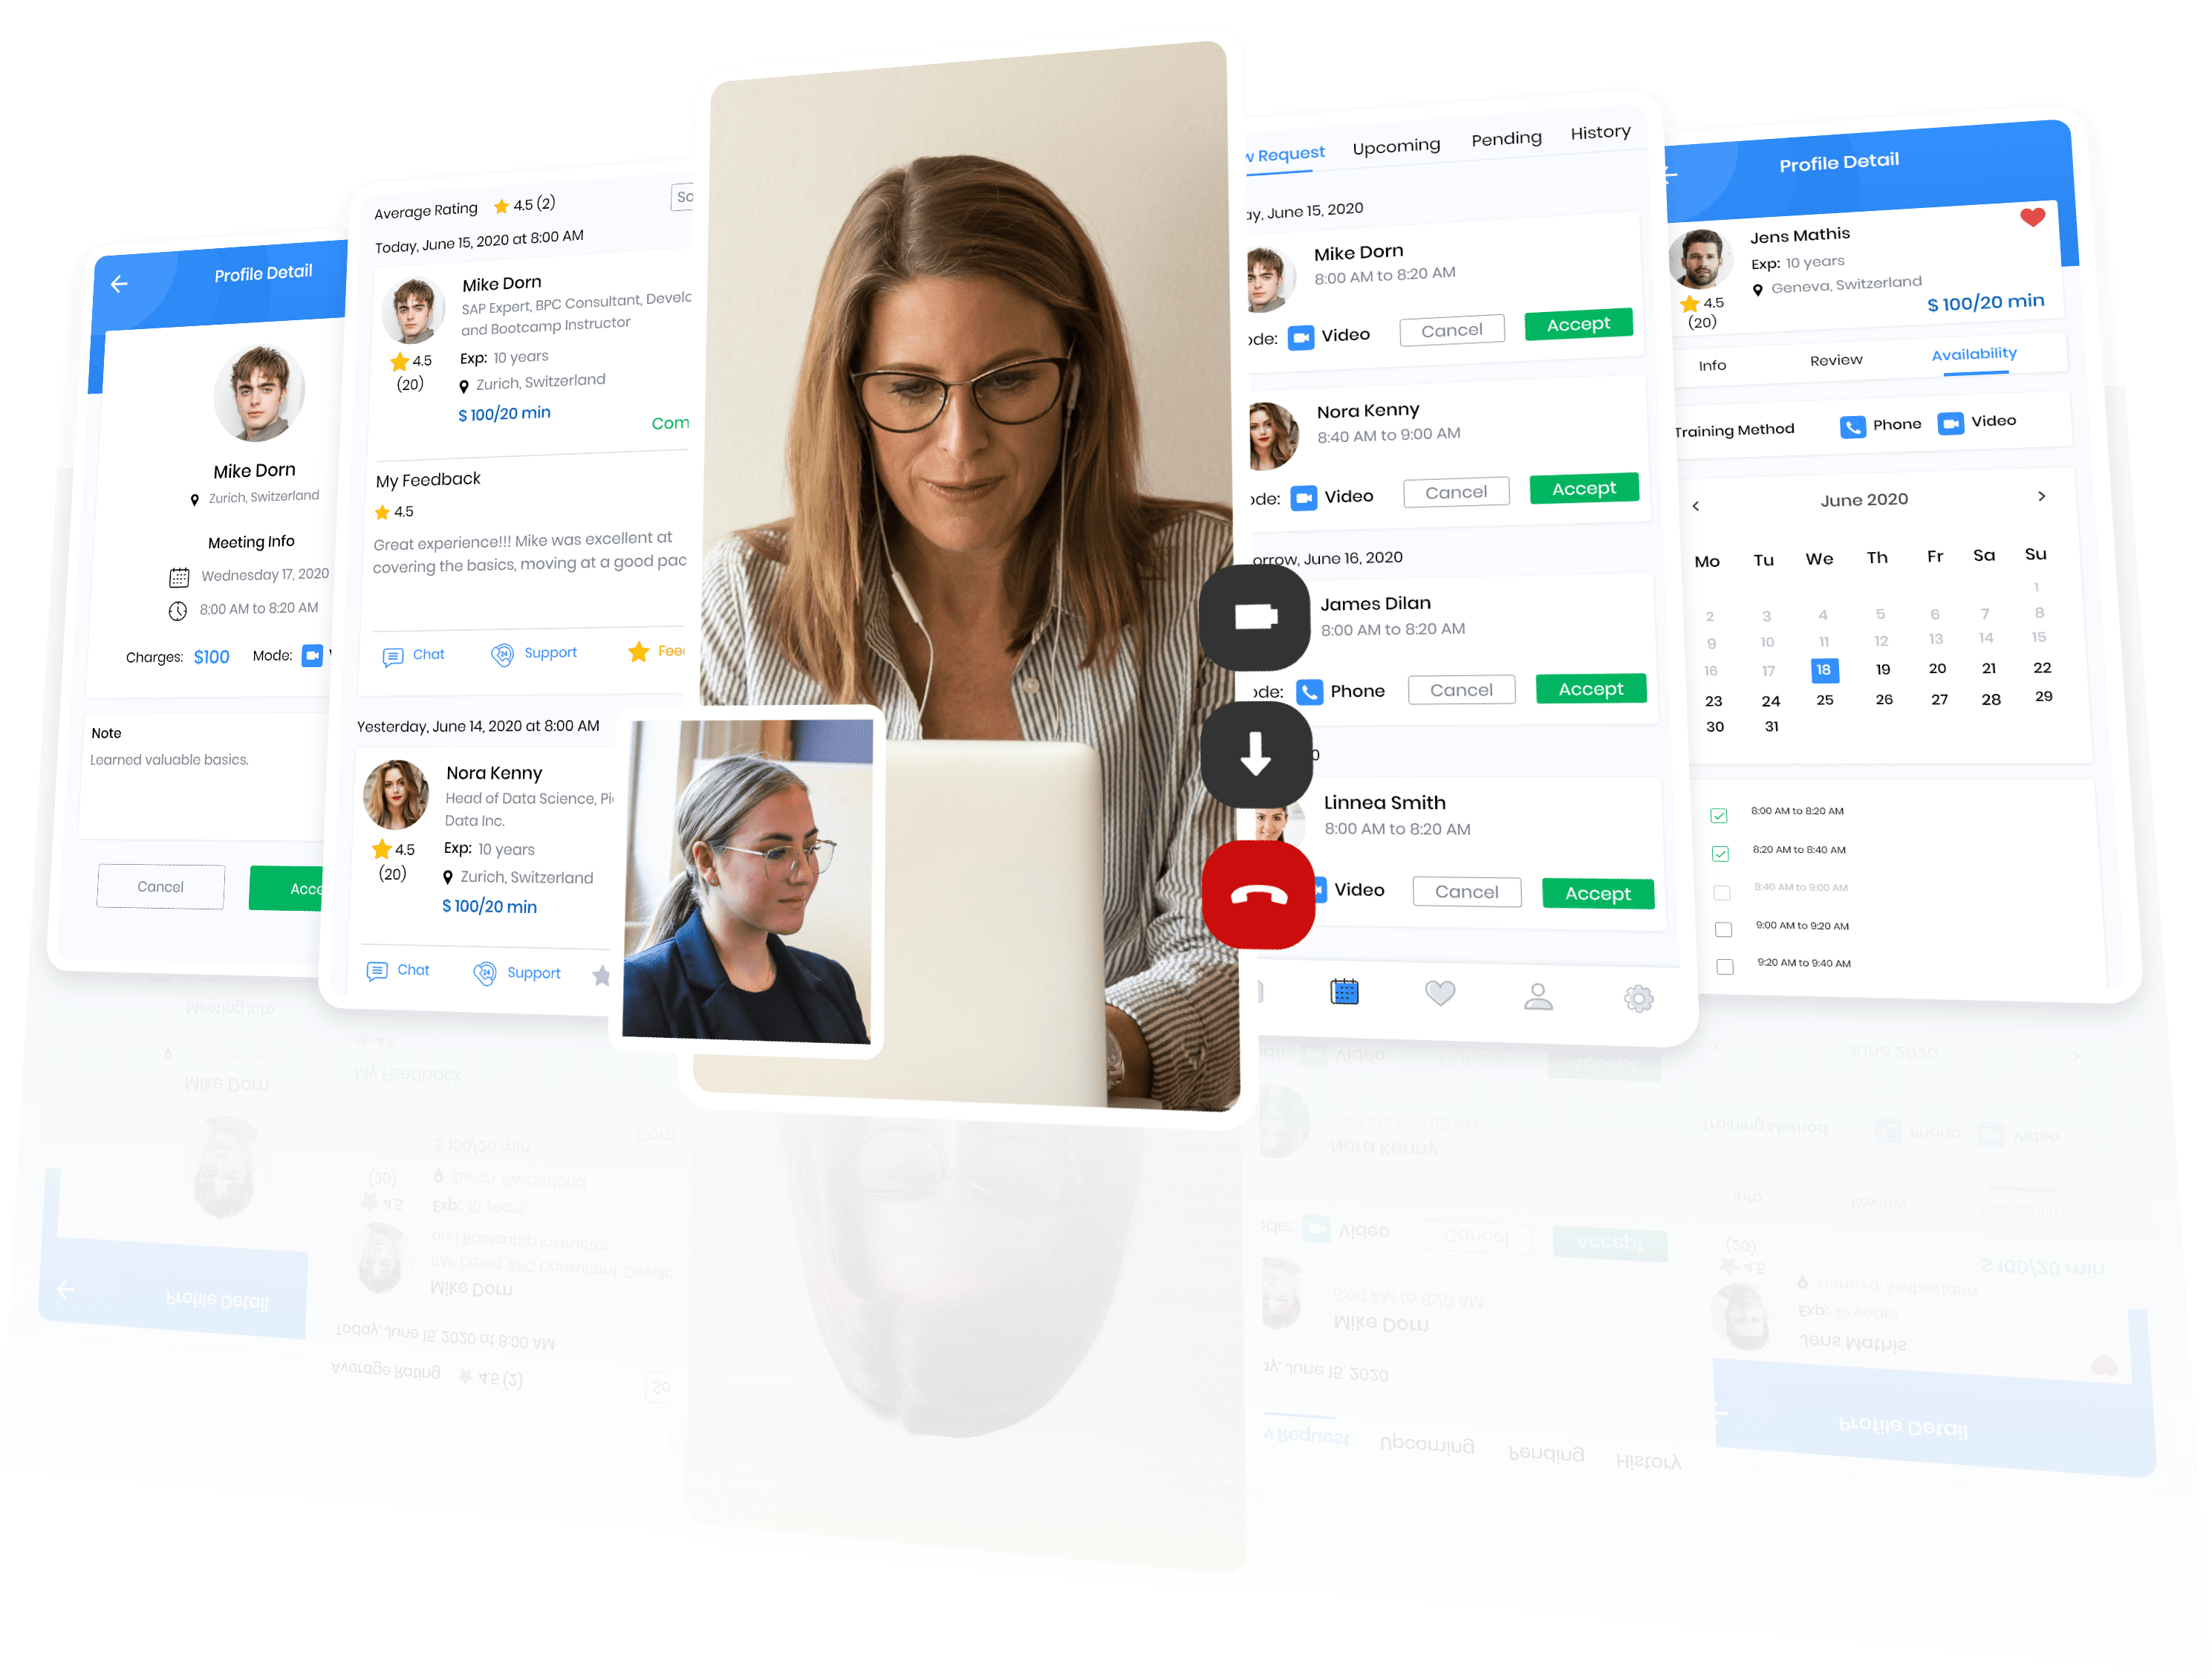 Profile Detail
Mike Dorn
Zurich, Switzerland
Meeting Info
Wednesday 17, 2020
8:00 AM to 8:20 AM
Charges: $100 Mode:
Note
Learned valuable basics.
Cancel
Average Rating 4.5 (2)
Today, June 15, 2020 at 8:00 AM
Mike Dorn
SAP Expert, BPC Consultant,
and Bootcamp Instructor
4.5
(20)
Exp: 10 years
Zurich, Switzerland
$ 100/20 min
My Feedback
4.5
Great experience!!! Mike was excellent at
covering the basics, moving at a good
Chat Support
Yesterday, June 14, 2020 at 8:00 AM
Nora Kenny
Head of Data Science,
Data Inc.
4.5
(20)
Exp: 10 years
Zurich, Switzerland
$ 100/20 min
Chat Support
Request Upcoming Pending History
June 15, 2020
Mike Dorn
8:00 AM to 8:20 AM
Video Cancel Accept
Nora Kenny
8:40 AM to 9:00 AM
Video Cancel Accept
June 16, 2020
James Dilan
8:00 AM to 8:20 AM
Phone Cancel Accept
Linnea Smith
8:00 AM to 8:20 AM
Video Cancel Accept
Profile Detail
Jens Mathis
Exp: 10 years
Geneva, Switzerland
4.5
(20)
$ 100/20 min
Info Review Availability
Training Method Phone Video
June 2020
Mo Tu We Th Fr Sa Su
1
2 3 4 5 6 7 8
9 10 11 12 13 14 15
16 17 18 19 20 21 22
23 24 25 26 27 28 29
30 31
8:00 AM to 8:20 AM
8:20 AM to 8:40 AM
8:40 AM to 9:00 AM
9:00 AM to 9:20 AM
9:20 AM to 9:40 AM